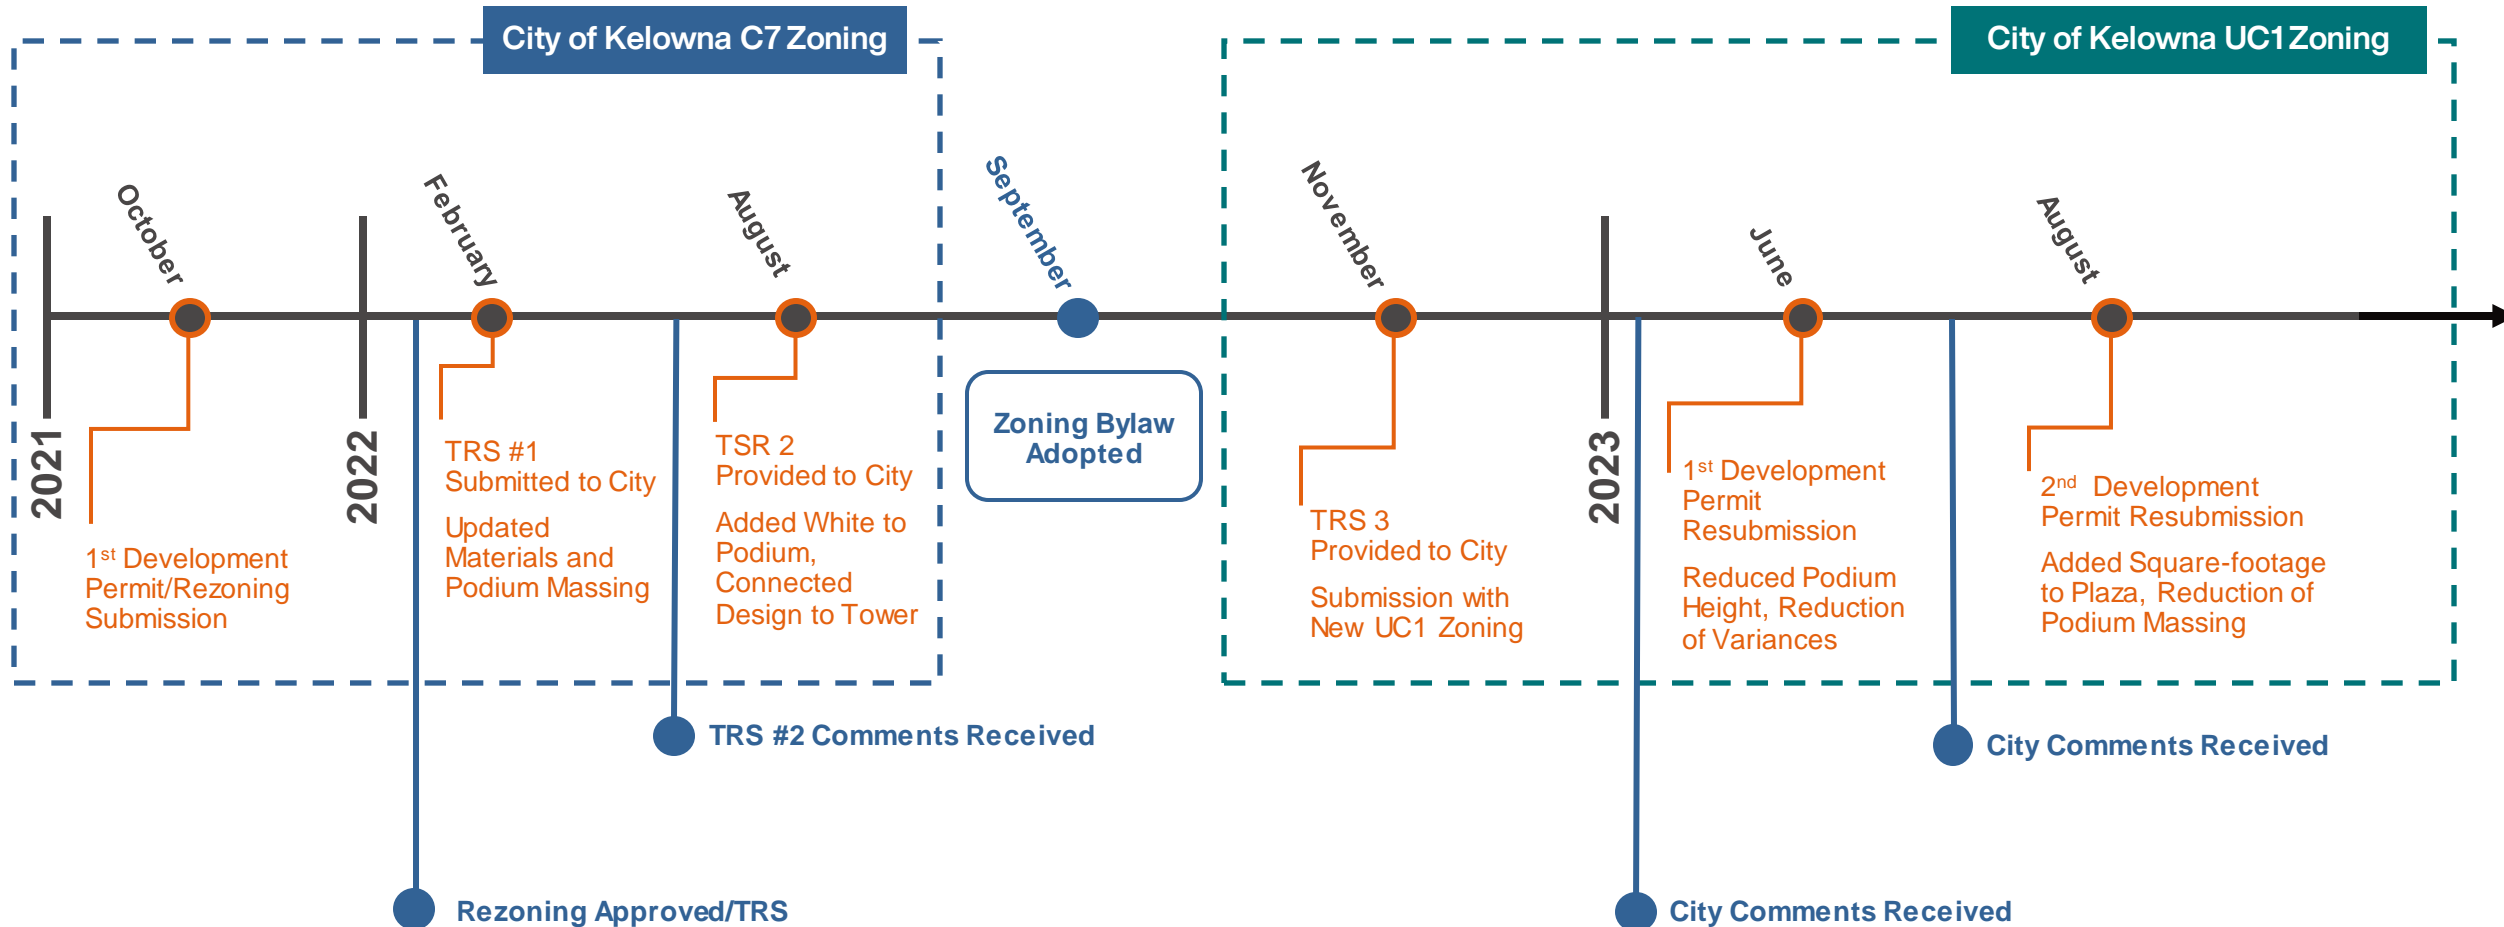 City of Kelowna C7 Zoning
City of Kelowna UC1 Zoning
2021
October
1st Development
Permit/Rezoning
Submission
2022
Rezoning Approved/TRS
February
TRS #1
Submitted to City
Updated
Materials and
Podium Massing
TRS #2 Comments Received
August
TSR 2
Provided to City
Added White to
Podium,
Connected
Design to Tower
September
Zoning Bylaw
Adopted
November
TRS 3
Provided to City
Submission with
New UC1 Zoning
2023
City Comments Received
June
1st Development
Permit
Resubmission
Reduced Podium
Height, Reduction
of Variances
City Comments Received
August
2nd Development
Permit Resubmission
Added Square-footage
to Plaza, Reduction of
Podium Massing